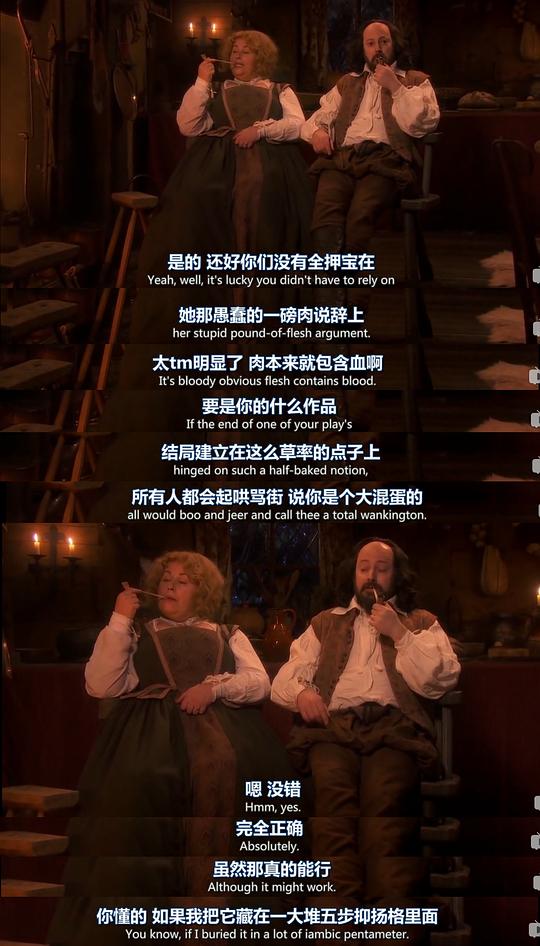 是的 还好你们没有全押宝在
Yeah, well, it's lucky you didn't have to rely on
她那愚蠢的一磅肉说辞上
her stupid pound-of-flesh argument.
太tm明显了 肉本来就包含血啊
It's bloody obvious flesh contains blood.
要是你的什么作品
If the end of one of your play's
结局建立在这么草率的点子上
hinged on such a half-baked notion,
所有人都会起哄骂街 说你是个大混蛋的
all would boo and jeer and call thee a total wankington.
嗯 没错
Hmm, yes.
完全正确
Absolutely.
虽然那真的能行
Although it might work.
你懂的 如果我把它藏在一大堆五步抑扬格里面
You know, if I buried it in a lot of iambic pentameter.